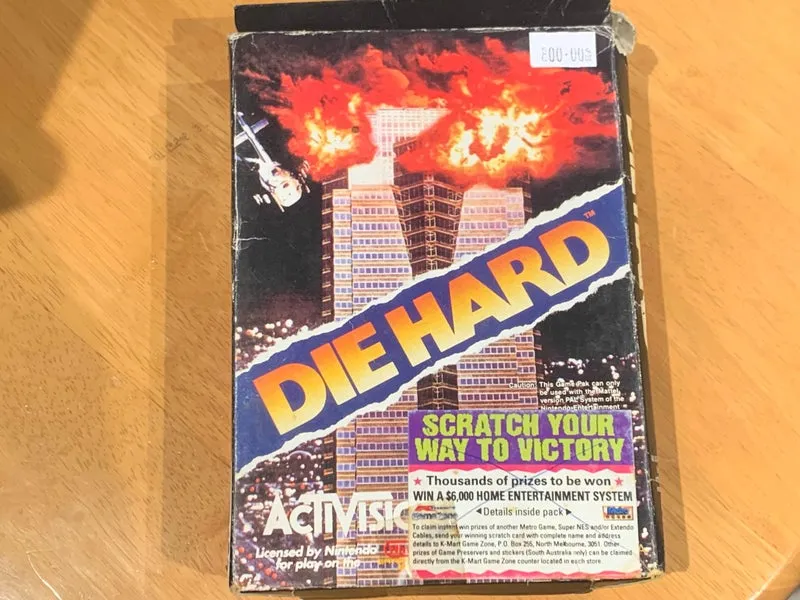 DIE HARD™
Caution: This Game Pak can only
be used with the Mattel
version PAL System of the
Nintendo Entertainment
SCRATCH YOUR
WAY TO VICTORY
★ Thousands of prizes to be won ★
WIN A $6,000 HOME ENTERTAINMENT SYSTEM
◄Details inside pack►
To claim instant win prizes of another Metro Game, Super NES and/or Extendo
Cables, send your winning scratch card with complete name and address
details to K-Mart Game Zone, P.O. Box 255, North Melbourne, 3051. Other
prizes of Game Preservers and stickers (South Australia only) can be claimed
directly from the K-Mart Game Zone counter located in each store.
Licensed by Nintendo
for play on the